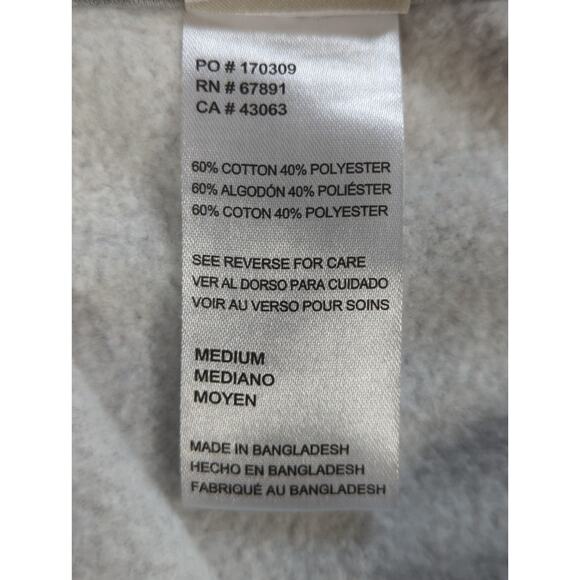 PO # 170309
RN # 67891
CA # 43063
60% COTTON 40% POLYESTER
60% ALGODÓN 40% POLIÉSTER
60% COTON 40% POLYESTER
SEE REVERSE FOR CARE
VER AL DORSO PARA CUIDADO
VOIR AU VERSO POUR SOINS
MEDIUM
MEDIANO
MOYEN
MADE IN BANGLADESH
HECHO EN BANGLADESH
FABRIQUÉ AU BANGLADESH